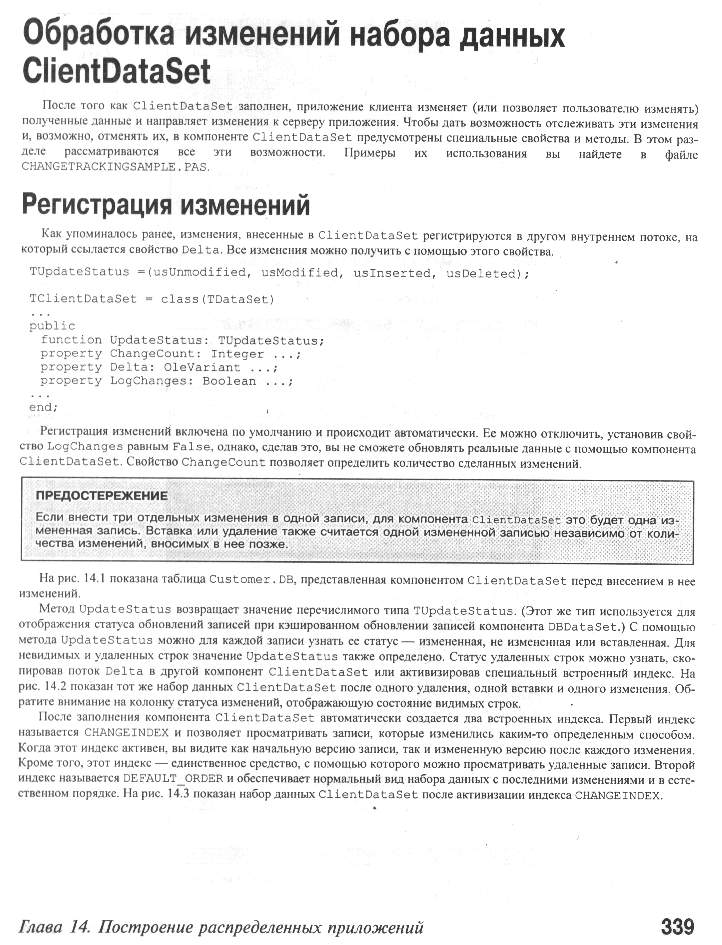 Обработка изменений набора данных
ClientDataSet
После того как ClientDataSet заполнен, приложение клиента изменяет (или позволяет пользователю изменять)
полученные данные и направляет изменения к серверу приложения. Чтобы дать возможность отслеживать эти изменения
и, возможно, отменять их, в компоненте ClientDataSet предусмотрены специальные свойства и методы. В этом раз-
деле рассматриваются все эти возможности. Примеры их использования вы найдете в файле
CHANGETRACKINGSAMPLE.PAS.
Регистрация изменений
Как упоминалось ранее, изменения, внесенные в ClientDataSet регистрируются в другом внутреннем потоке, на
который ссылается свойство Delta. Все изменения можно получить с помощью этого свойства.
TUpdateStatus =(usUnmodified, usModified, usInserted, usDeleted);
TClientDataSet = class(TDataSet)
...
public
function UpdateStatus: TUpdateStatus;
property ChangeCount: Integer ...;
property Delta: OleVariant ...;
property LogChanges: Boolean ...;
...
end;
Регистрация изменений включена по умолчанию и происходит автоматически. Ее можно отключить, установив свой-
ство LogChanges равным False, однако, сделав это, вы не сможете обновлять реальные данные с помощью компонента
ClientDataSet. Свойство ChangeCount позволяет определить количество сделанных изменений.
ПРЕДОСТЕРЕЖЕНИЕ
Если внести три отдельных изменения в одной записи, для компонента ClientDataSet это будет одна из-
мененная запись. Вставка или удаление также считается одной измененной записью независимо от коли-
чества изменений, вносимых в нее позже.
На рис. 14.1 показана таблица Customer.DB, представленная компонентом ClientDataSet перед внесением в нее
изменений.
Метод UpdateStatus возвращает значение перечислимого типа TUpdateStatus. (Этот же тип используется для
отображения статуса обновлений записей при кэшированном обновлении записей компонента DBDataSet.) С помощью
метода UpdateStatus можно для каждой записи узнать ее статус — измененная, не измененная или вставленная. Для
невидимых и удаленных строк значение UpdateStatus также определено. Статус удаленных строк можно узнать, ско-
пировав поток Delta в другой компонент ClientDataSet или активизировав специальный встроенный индекс. На
рис. 14.2 показан тот же набор данных ClientDataSet после одного удаления, одной вставки и одного изменения. Об-
ратите внимание на колонку статуса изменений, отображающую состояние видимых строк.
После заполнения компонента ClientDataSet автоматически создается два встроенных индекса. Первый индекс
называется CHANGEINDEX и позволяет просматривать записи, которые изменились каким-то определенным способом.
Когда этот индекс активен, вы видите как начальную версию записи, так и измененную версию после каждого изменения.
Кроме того, этот индекс — единственное средство, с помощью которого можно просматривать удаленные записи. Второй
индекс называется DEFAULT_ORDER и обеспечивает нормальный вид набора данных с последними изменениями и в есте-
ственном порядке. На рис. 14.3 показан набор данных ClientDataSet после активизации индекса CHANGEINDEX.
Глава 14. Построение распределенных приложений
339